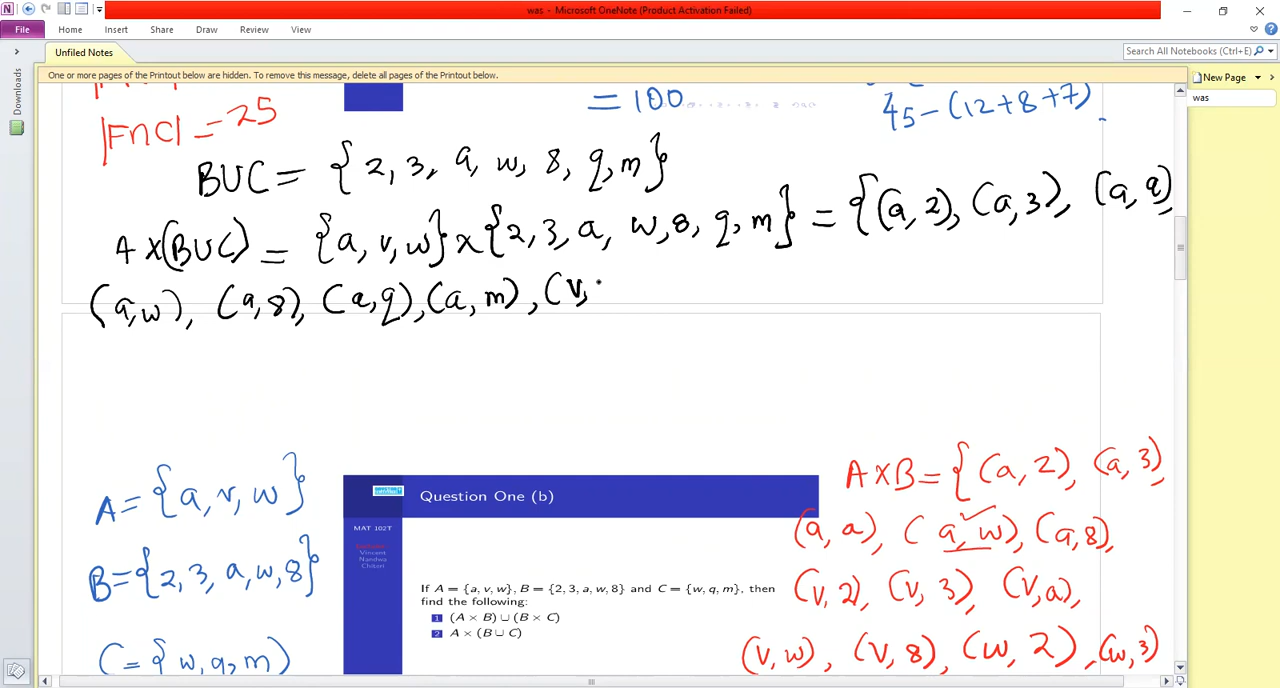 was - Microsoft OneNote (Product Activation Failed)
File Home Insert Share Draw Review View
Unfiled Notes
Search All Notebooks (Ctrl+E)
One or more pages of the Printout below are hidden. To remove this message, delete all pages of the Printout below.
New Page
was
Downloads
= 100
45-(12+8+7)
|FnC| = 25
BUC = {2, 3, a, w, 8, q, m}
A X(BUC) = {a, v, w} x {2, 3, a, w, 8, q, m} = {(a, 2), (a, 3), (a, a),
(a, w), (a, 8), (a, q), (a, m), (v,
A = {a, v, w}
B = {2, 3, a, w, 8}
C = {w, q, m}
Question One (b)
MAT 102T
Vincent
Nandwa
Chitori
If A = {a, v, w}, B = {2, 3, a, w, 8} and C = {w, q, m}, then
find the following:
1 (A × B) ∪ (B × C)
2 A × (B ∪ C)
A X B = { (a, 2), (a, 3),
(a, a), (a, w), (a, 8),
(v, 2), (v, 3), (v, a),
(v, w), (v, 8), (w, 2), (w, 3)